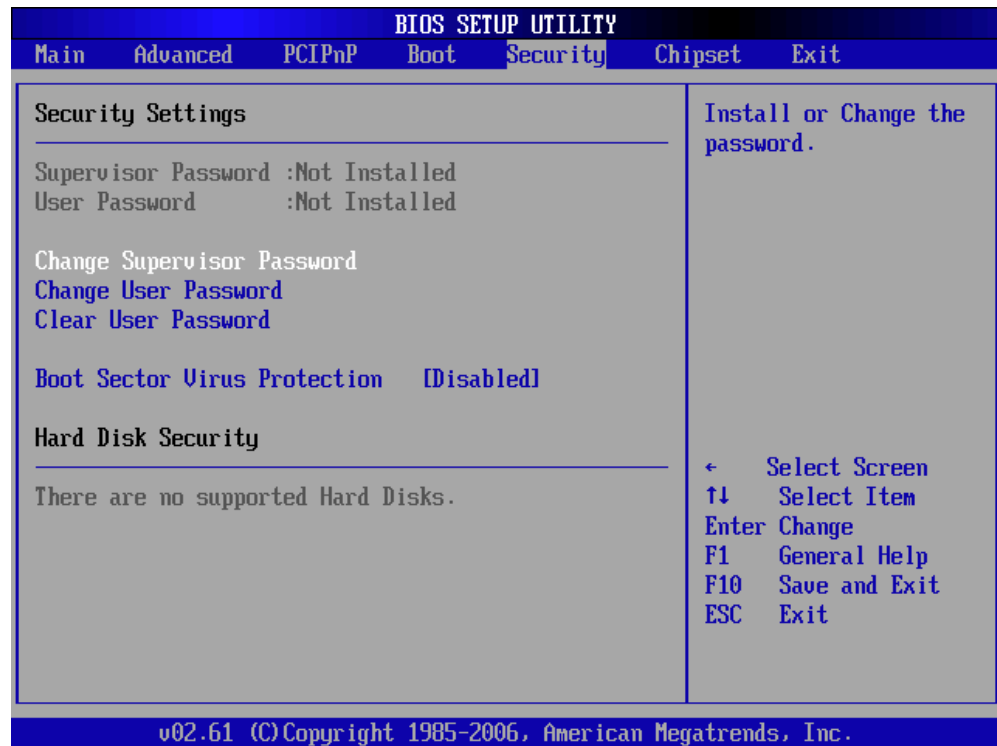 BIOS SETUP UTILITY
Main Advanced PCIPnP Boot Security Chipset Exit
Security Settings
Supervisor Password :Not Installed
User Password :Not Installed
Change Supervisor Password
Change User Password
Clear User Password
Boot Sector Virus Protection [Disabled]
Hard Disk Security
There are no supported Hard Disks.
Install or Change the
password.
← Select Screen
↑↓ Select Item
Enter Change
F1 General Help
F10 Save and Exit
ESC Exit
v02.61 (C)Copyright 1985-2006, American Megatrends, Inc.